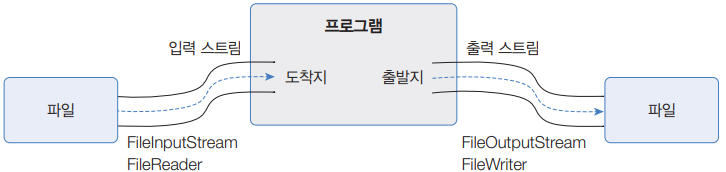 프로그램
입력 스트림
출력 스트림
파일
도착지
출발지
파일
FileInputStream
FileReader
FileOutputStream
FileWriter